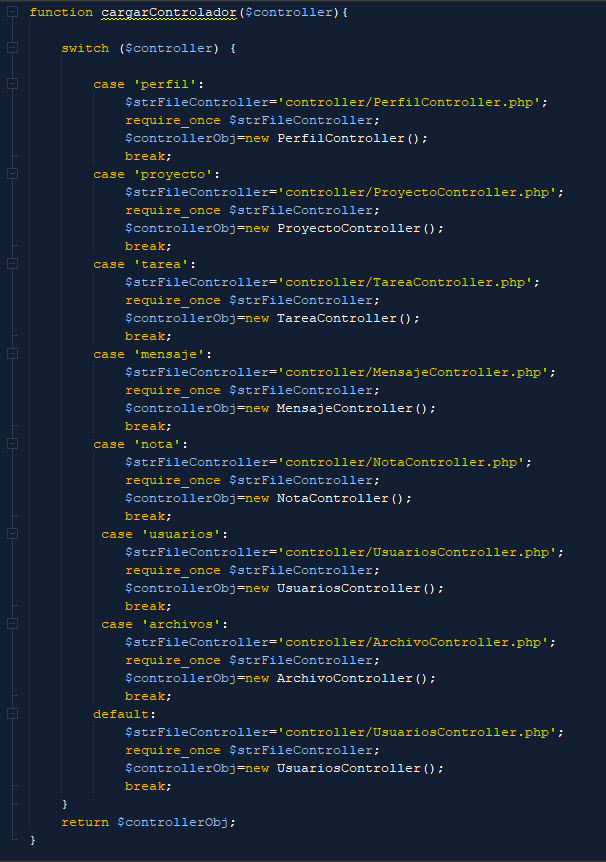 function cargarControlador($controller){
switch ($controller) {
case 'perfil':
$strFileController='controller/PerfilController.php';
require_once $strFileController;
$controllerObj=new PerfilController();
break;
case 'proyecto':
$strFileController='controller/ProyectoController.php';
require_once $strFileController;
$controllerObj=new ProyectoController();
break;
case 'tarea':
$strFileController='controller/TareaController.php';
require_once $strFileController;
$controllerObj=new TareaController();
break;
case 'mensaje':
$strFileController='controller/MensajeController.php';
require_once $strFileController;
$controllerObj=new MensajeController();
break;
case 'nota':
$strFileController='controller/NotaController.php';
require_once $strFileController;
$controllerObj=new NotaController();
break;
case 'usuarios':
$strFileController='controller/UsuariosController.php';
require_once $strFileController;
$controllerObj=new UsuariosController();
break;
case 'archivos':
$strFileController='controller/ArchivoController.php';
require_once $strFileController;
$controllerObj=new ArchivoController();
break;
default:
$strFileController='controller/UsuariosController.php';
require_once $strFileController;
$controllerObj=new UsuariosController();
break;
}
return $controllerObj;
}